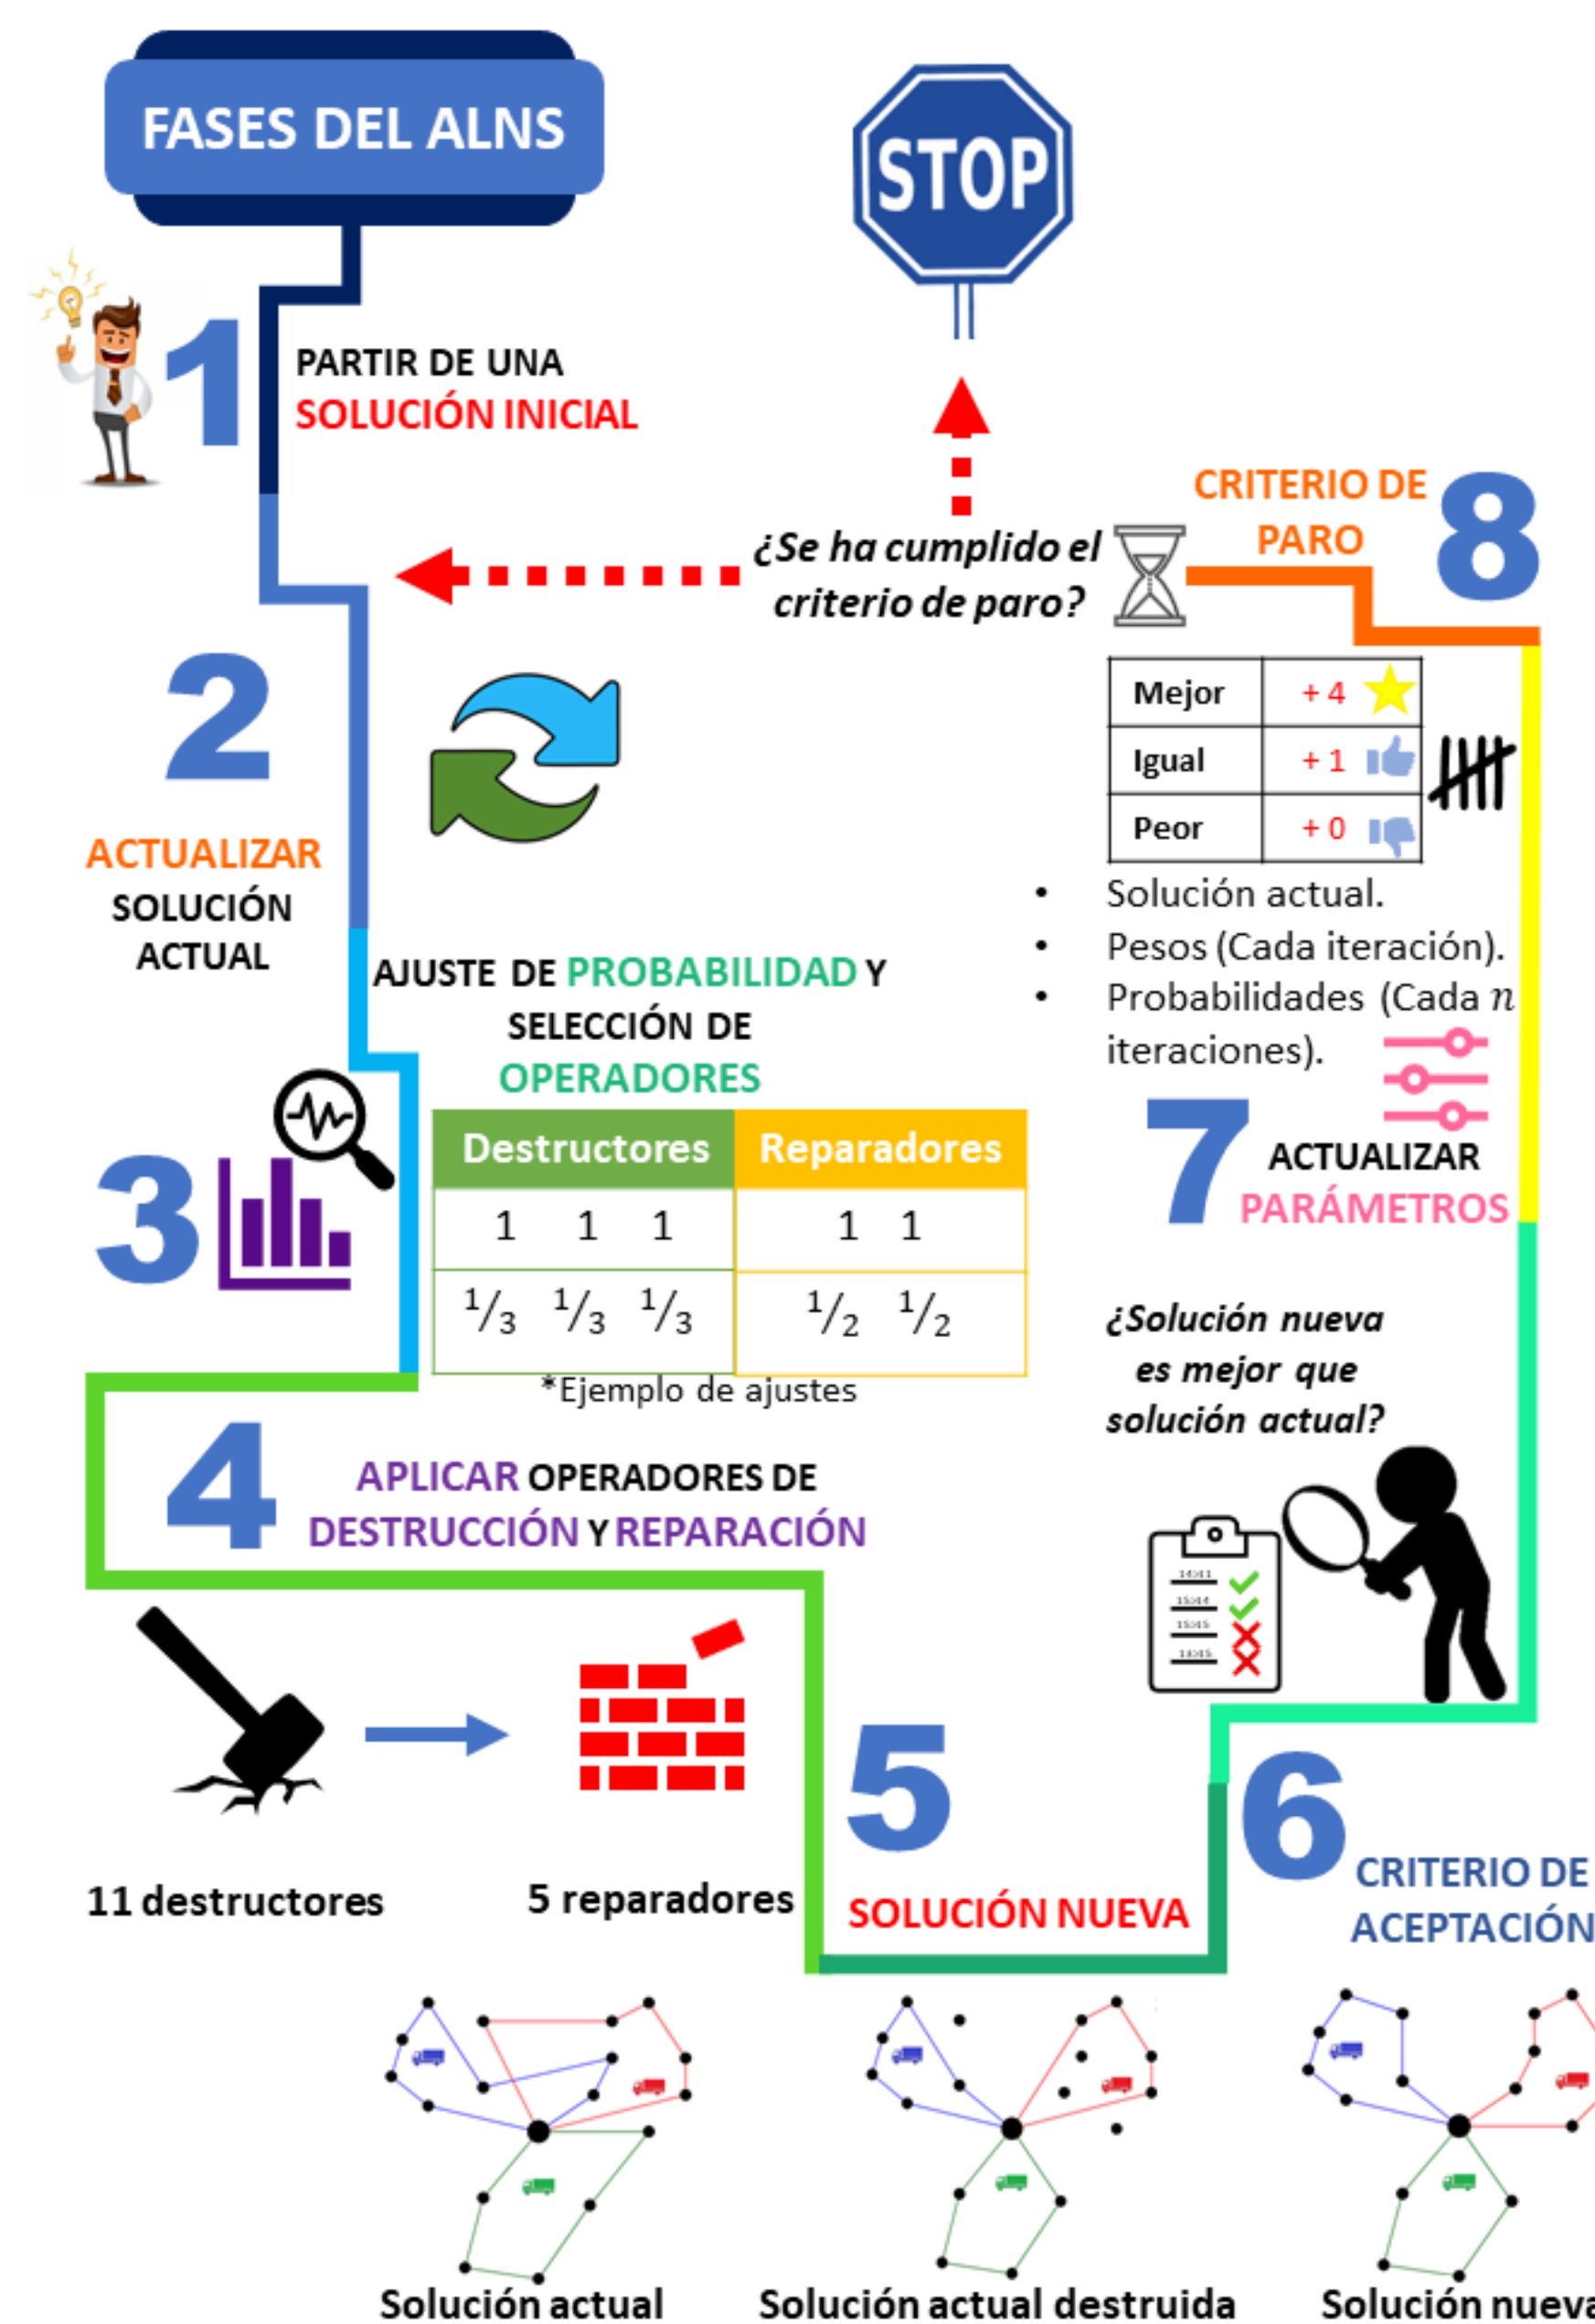 FASES DEL ALNS
STOP
1
PARTIR DE UNA
SOLUCIÓN INICIAL
2
ACTUALIZAR
SOLUCIÓN
ACTUAL
3
AJUSTE DE PROBABILIDAD Y
SELECCIÓN DE
OPERADORES
Destructores Reparadores
1 1 1 1 1
1/3 1/3 1/3 1/2 1/2
*Ejemplo de ajustes
4
APLICAR OPERADORES DE
DESTRUCCIÓN Y REPARACIÓN
11 destructores
5 reparadores
5
SOLUCIÓN NUEVA
6
CRITERIO DE
ACEPTACIÓN
¿Solución nueva
es mejor que
solución actual?
7
ACTUALIZAR
PARÁMETROS
Mejor + 4
Igual + 1
Peor + 0
• Solución actual.
• Pesos (Cada iteración).
• Probabilidades (Cada n
iteraciones).
8
CRITERIO DE
PARO
¿Se ha cumplido el
criterio de paro?
Solución actual
Solución actual destruida
Solución nueva